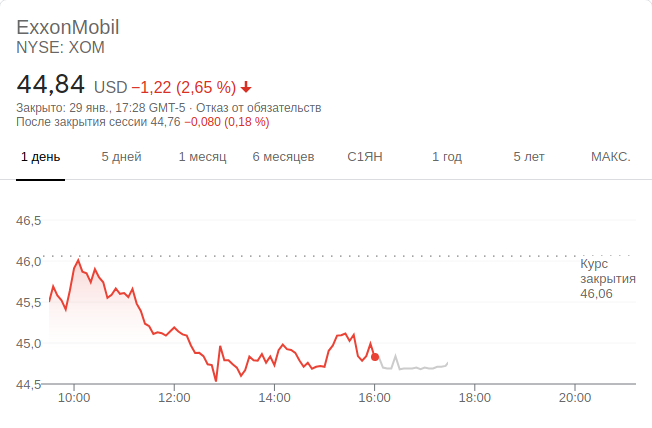 ExxonMobil
NYSE: XOM
44,84 USD −1,22 (2,65 %)
Закрыто: 29 янв., 17:28 GMT-5 · Отказ от обязательств
После закрытия сессии 44,76 −0,080 (0,18 %)
1 день 5 дней 1 месяц 6 месяцев С1ЯН 1 год 5 лет МАКС.
46,5
46,0
45,5
45.0
44.5
Курс
закрытия
46,06
10:00 12:00 14:00 16:00 18:00 20:00